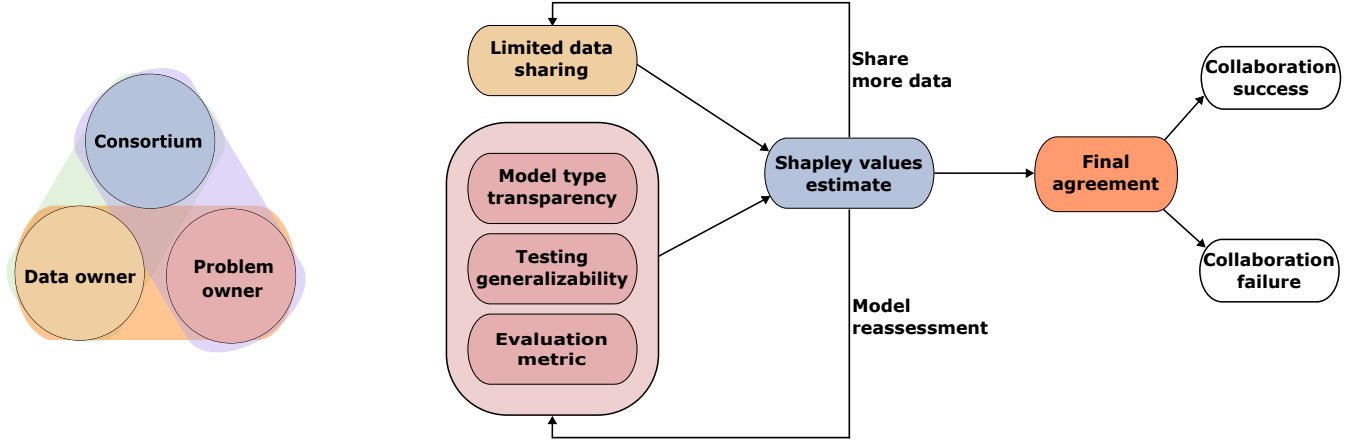 Consortium
Data owner
Problem
owner
Limited data
sharing
Model type
transparency
Testing
generalizability
Evaluation
metric
Share
more data
Shapley values
estimate
Model
reassessment
Final
agreement
Collaboration
success
Collaboration
failure